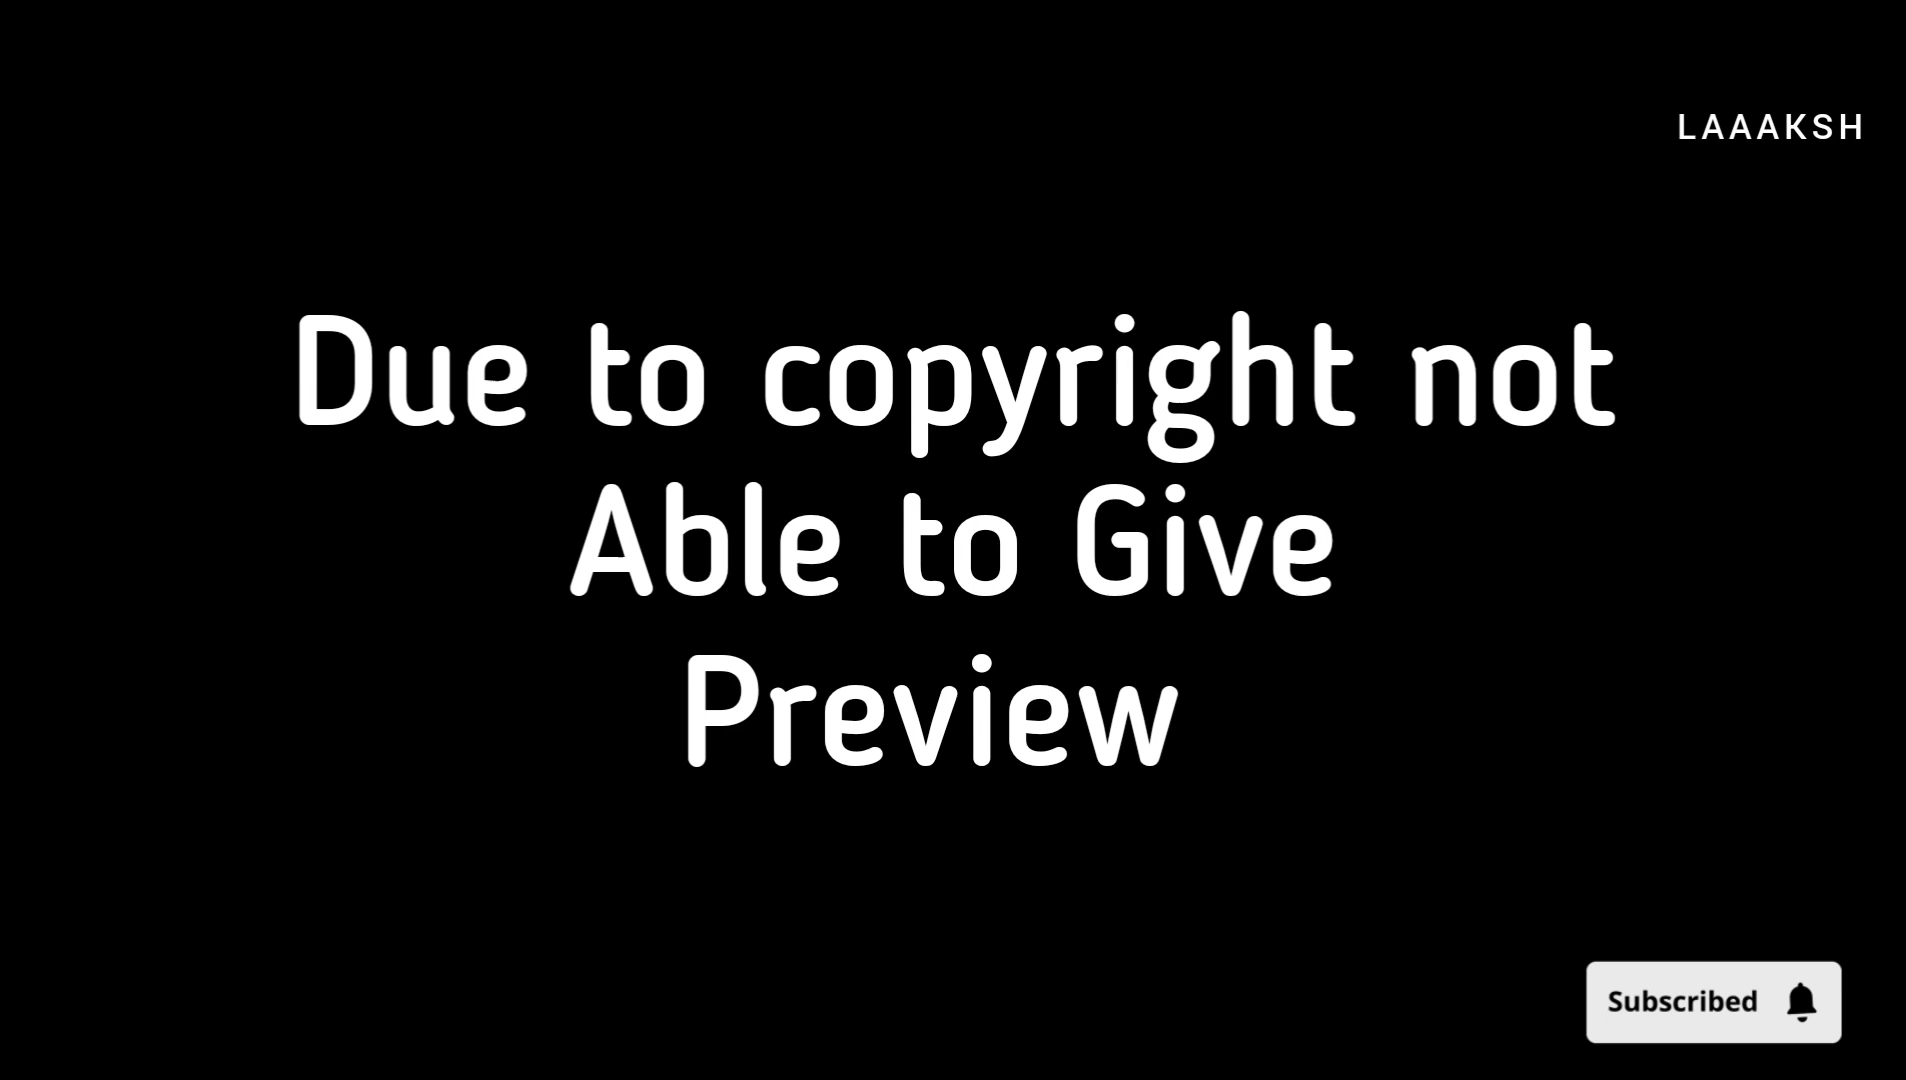 LAAAKSH
Due to copyright not
Able to Give
Preview
Subscribed